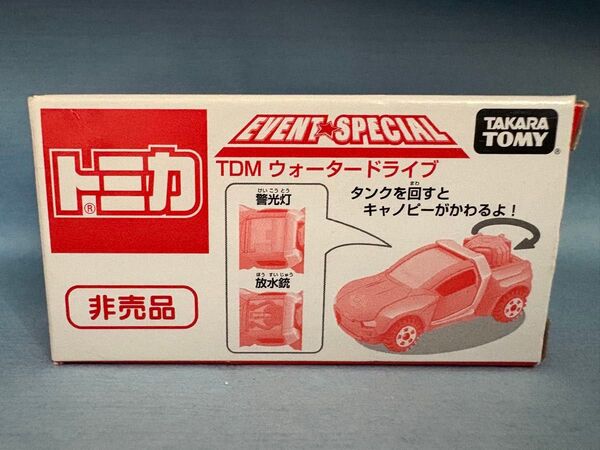 トミカ
®
非売品
EVENT★SPECIAL
TDM ウォータードライブ
けいこうとう
警光灯
ほうすいじゅう
放水銃
まわ
タンクを回すと
キャノピーがかわるよ！
TAKARA
TOMY
®